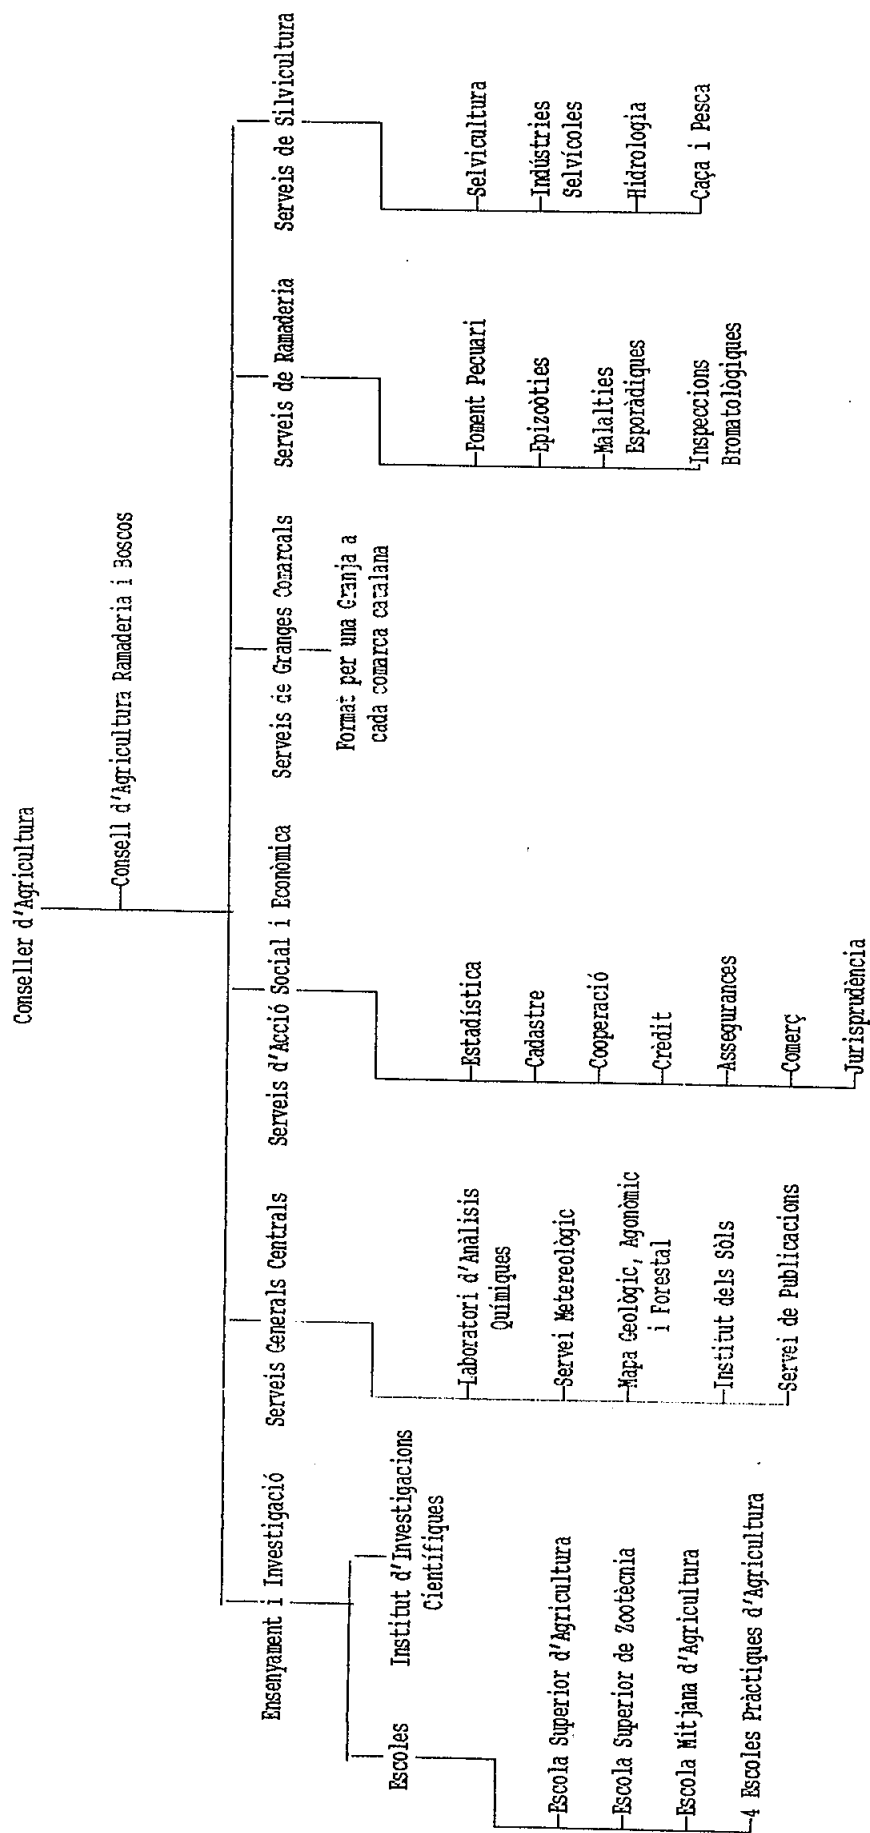 Conseller d'Agricultura
Consell d'Agricultura Ramaderia i Boscos
Ensenyament i Investigació
Escoles
Escola Superior d'Agricultura
Escola Superior de Zootècnia
Escola Mitjana d'Agricultura
4 Escoles Pràctiques d'Agricultura
Institut d'Investigacions
Científiques
Serveis Generals Centrals
Laboratori d'Anàlisis
Químiques
Servei Metereològic
Mapa Geològic, Agonòmic
i Forestal
Institut dels Sòls
Servei de Publicacions
Serveis d'Acció Social i Econòmica
Estadística
Cadastre
Cooperació
Crèdit
Assegurances
Comerç
Jurisprudència
Serveis de Granges Comarcals
Format per una Granja a
cada comarca catalana
Serveis de Ramaderia
Foment Pecuari
Epizoòties
Malalties
Esporàdiques
Inspeccions
Bromatològiques
Serveis de Silvicultura
Selvicultura
Indústries
Selvícoles
Hidrologia
Caça i Pesca